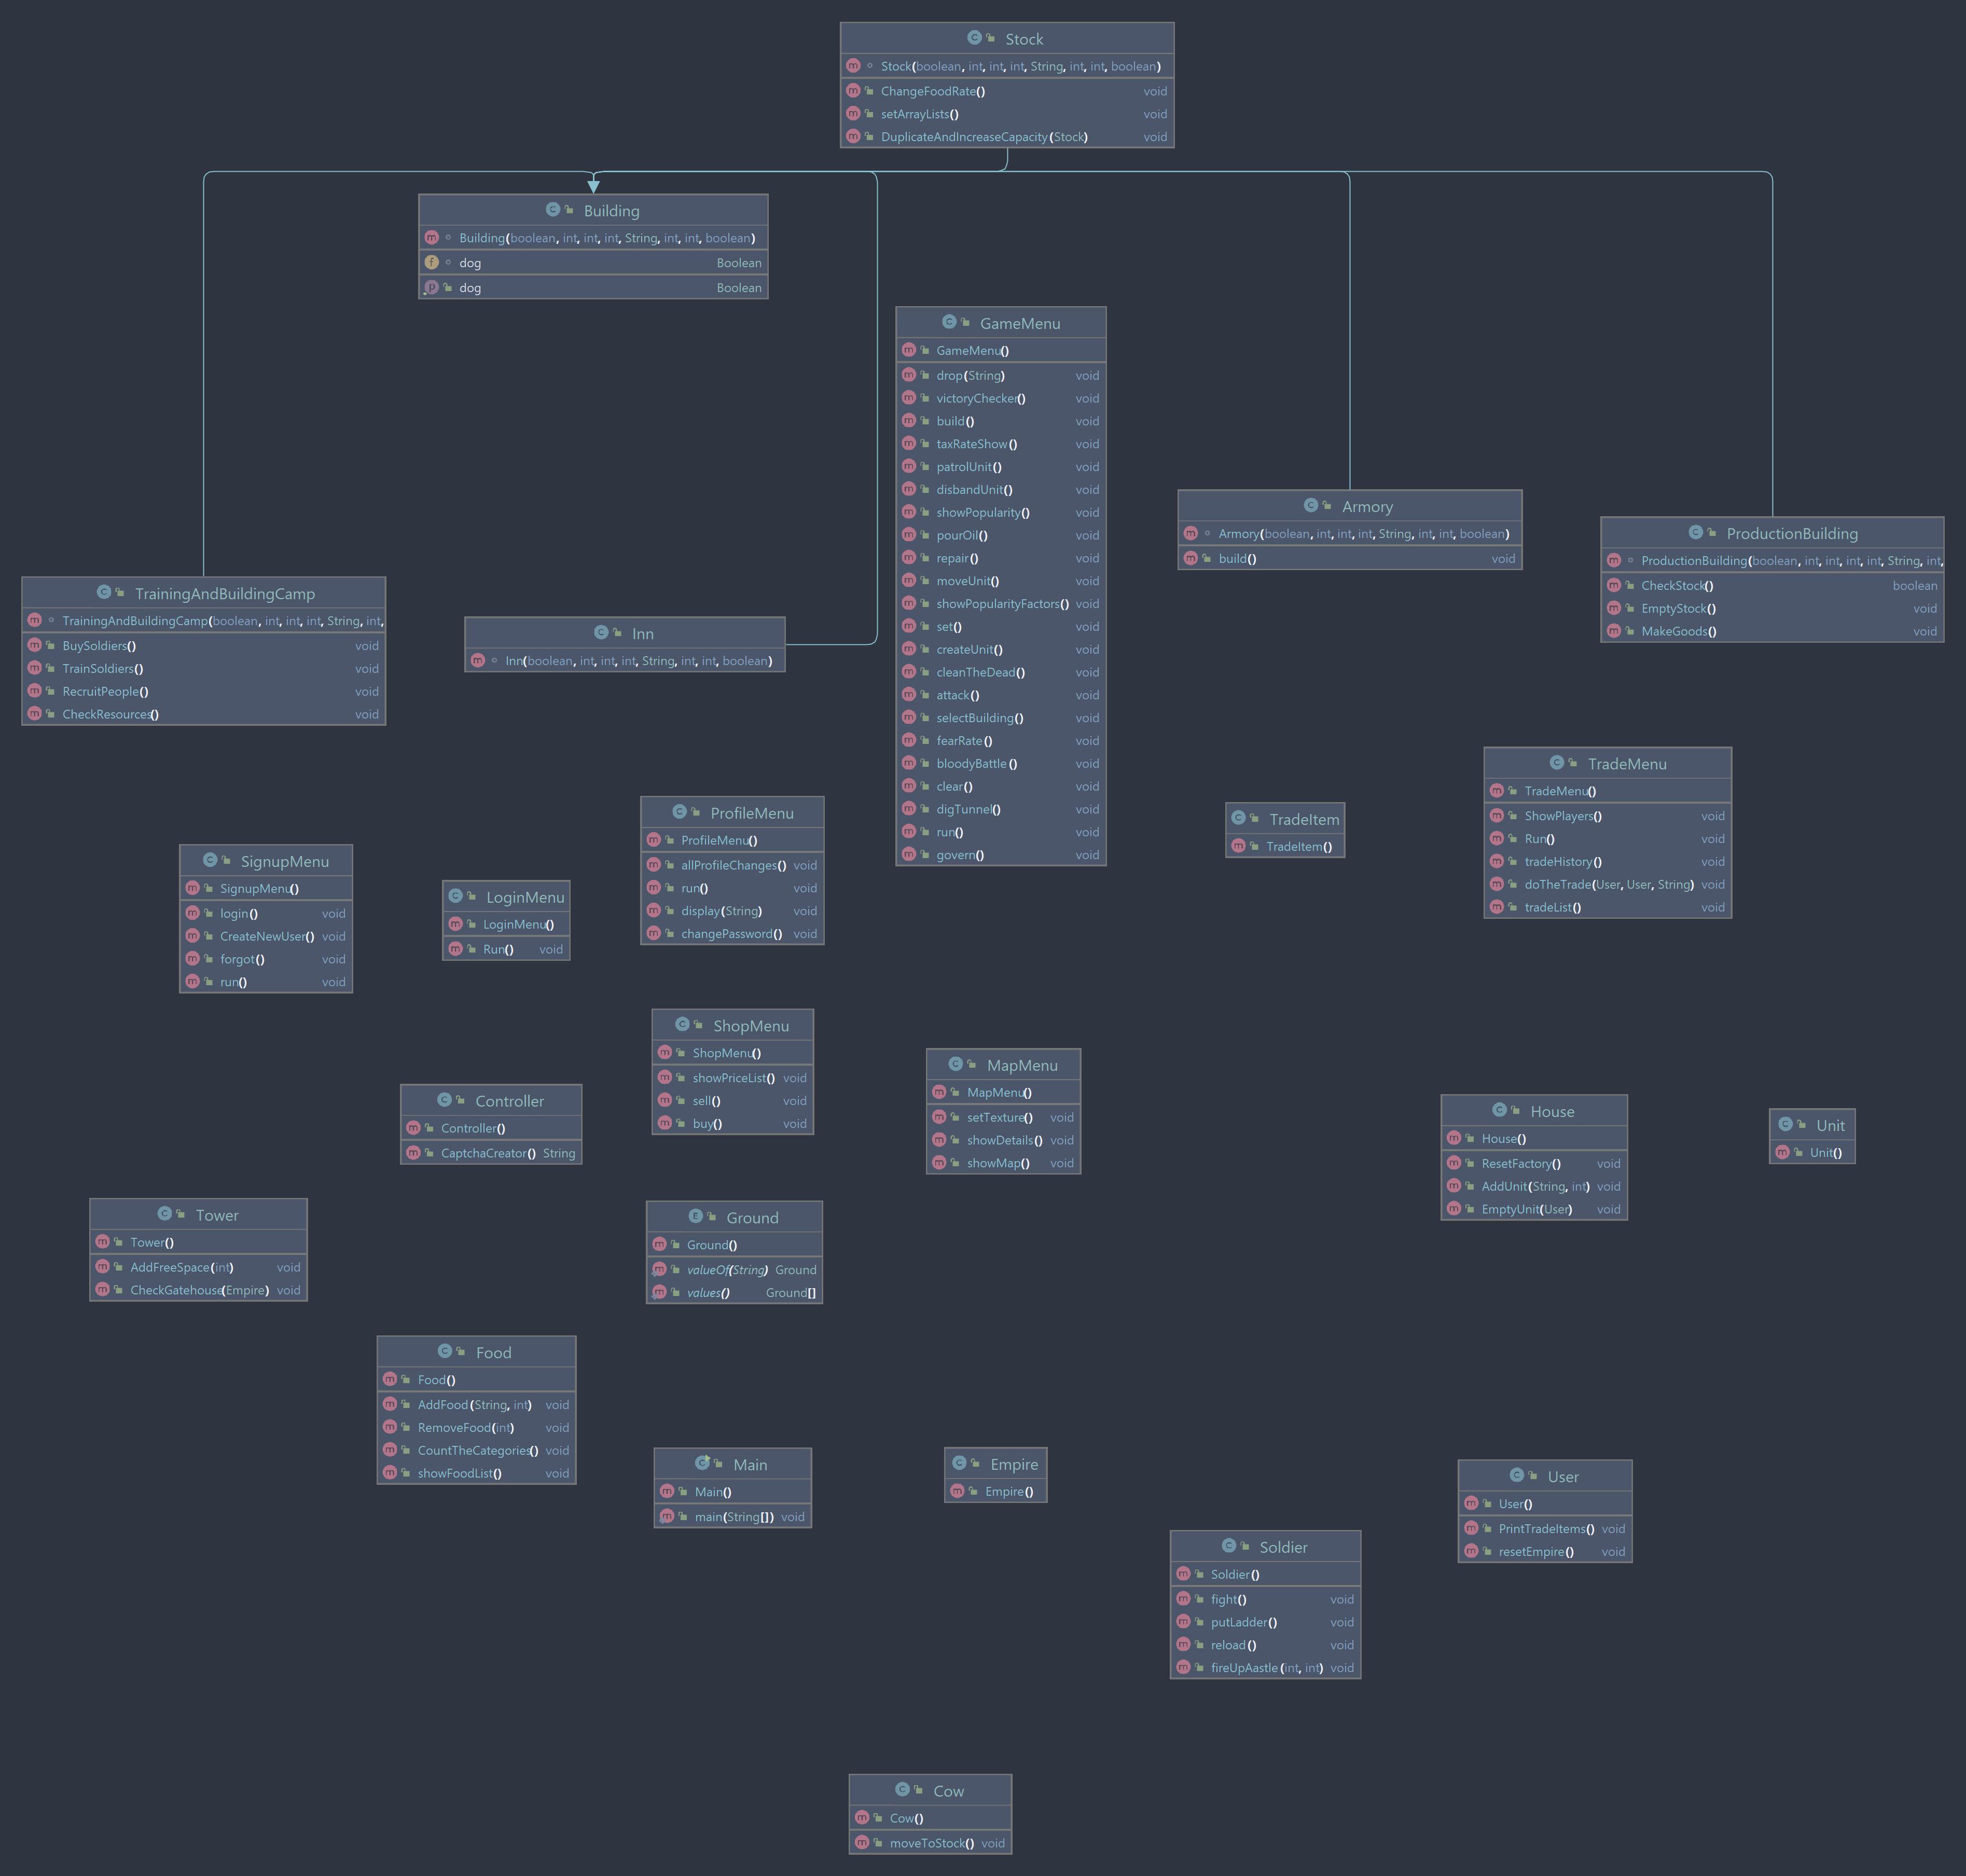 Stock
Stock(boolean, int, int, int, String, int, int, boolean)
ChangeFoodRate() void
setArrayLists() void
DuplicateAndIncreaseCapacity(Stock) void
Building
Building(boolean, int, int, int, String, int, int, boolean)
dog Boolean
dog Boolean
GameMenu
GameMenu()
drop(String) void
victoryChecker() void
build() void
taxRateShow() void
patrolUnit() void
disbandUnit() void
showPopularity() void
pourOil() void
repair() void
moveUnit() void
showPopularityFactors() void
set() void
createUnit() void
cleanTheDead() void
attack() void
selectBuilding() void
fearRate() void
bloodyBattle() void
clear() void
digTunnel() void
run() void
govern() void
Armory
Armory(boolean, int, int, int, String, int, int, boolean)
build() void
ProductionBuilding
ProductionBuilding(boolean, int, int, int, int, String, int,
CheckStock() boolean
EmptyStock() void
MakeGoods() void
TrainingAndBuildingCamp
TrainingAndBuildingCamp(boolean, int, int, int, String, int,
BuySoldiers() void
TrainSoldiers() void
RecruitPeople() void
CheckResources() void
Inn
Inn(boolean, int, int, int, String, int, int, boolean)
TradeMenu
TradeMenu()
ShowPlayers() void
Run() void
tradeHistory() void
doTheTrade(User, User, String) void
tradeList() void
ProfileMenu
ProfileMenu()
allProfileChanges() void
run() void
display(String) void
changePassword() void
TradeItem
TradeItem()
SignupMenu
SignupMenu()
login() void
CreateNewUser() void
forgot() void
run() void
LoginMenu
LoginMenu()
Run() void
ShopMenu
ShopMenu()
showPriceList() void
sell() void
buy() void
MapMenu
MapMenu()
setTexture() void
showDetails() void
showMap() void
Controller
Controller()
CaptchaCreator() String
House
House()
ResetFactory() void
AddUnit(String, int) void
EmptyUnit(User) void
Unit
Unit()
Tower
Tower()
AddFreeSpace(int) void
CheckGatehouse(Empire) void
Ground
Ground()
valueOf(String) Ground
values() Ground[]
Food
Food()
AddFood(String, int) void
RemoveFood(int) void
CountTheCategories() void
showFoodList() void
Main
Main()
main(String[]) void
Empire
Empire()
User
User()
PrintTradeItems() void
resetEmpire() void
Soldier
Soldier()
fight() void
putLadder() void
reload() void
fireUpAastle(int, int) void
Cow
Cow()
moveToStock() void